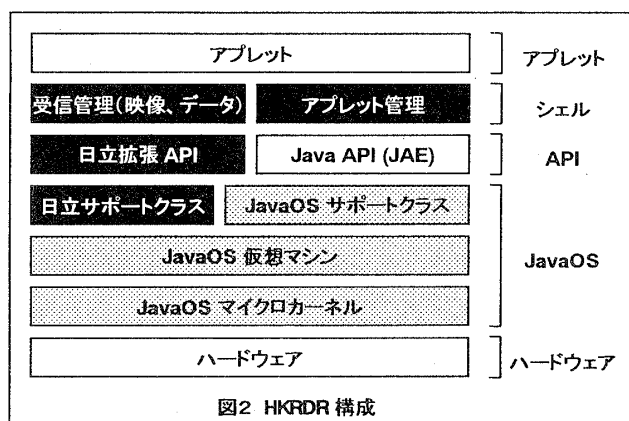 アプレット アプレット
受信管理(映像、データ) アプレット管理 シェル
日立拡張 API Java API (JAE) API
日立サポートクラス JavaOS サポートクラス
JavaOS 仮想マシン JavaOS
JavaOS マイクロカーネル
ハードウェア ハードウェア
図2 HKRDR 構成